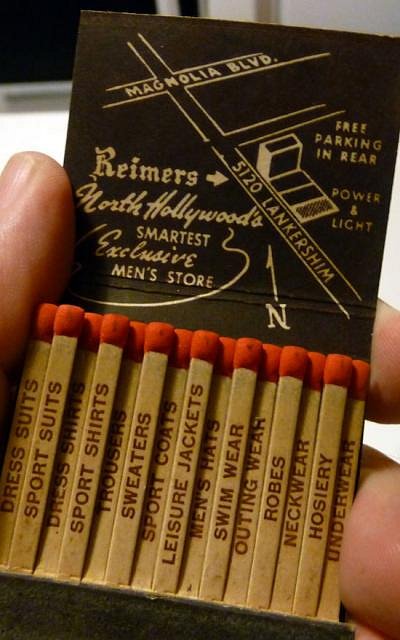 MAGNOLIA BLVD.
FREE
PARKING
IN REAR
Reimers
5120 LANKERSHIM
North Hollywood's
POWER
&
LIGHT
SMARTEST
Exclusive
MEN'S STORE
N
DRESS SUITS
SPORT SUITS
DRESS SHIRTS
SPORT SHIRTS
TROUSERS
SWEATERS
SPORT COATS
LEISURE JACKETS
MEN'S HATS
SWIM WEAR
OUTING WEAR
ROBES
NECKWEAR
HOSIERY
UNDERWEAR